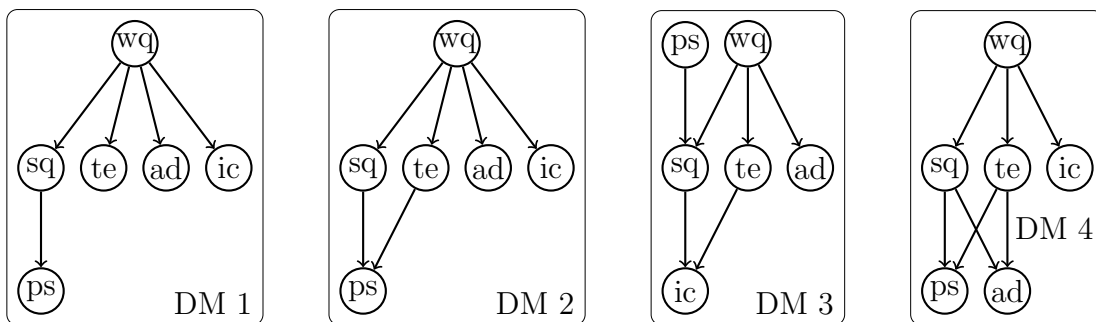 wq
sq te ad ic
ps
DM 1
wq
sq te ad ic
ps
DM 2
ps wq
sq te ad
ic
DM 3
wq
sq te ic
DM 4
ps ad